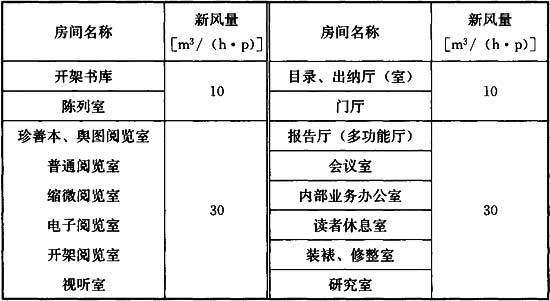 房间名称 新风量 [m³/（h·p）] 房间名称 新风量 [m³/（h·p）]
开架书库 10 目录、出纳厅（室） 10
陈列室 门厅
珍善本、舆图阅览室 30 报告厅（多功能厅） 30
普通阅览室 会议室
缩微阅览室 内部业务办公室
电子阅览室 读者休息室
开架阅览室 装裱、修整室
视听室 研究室